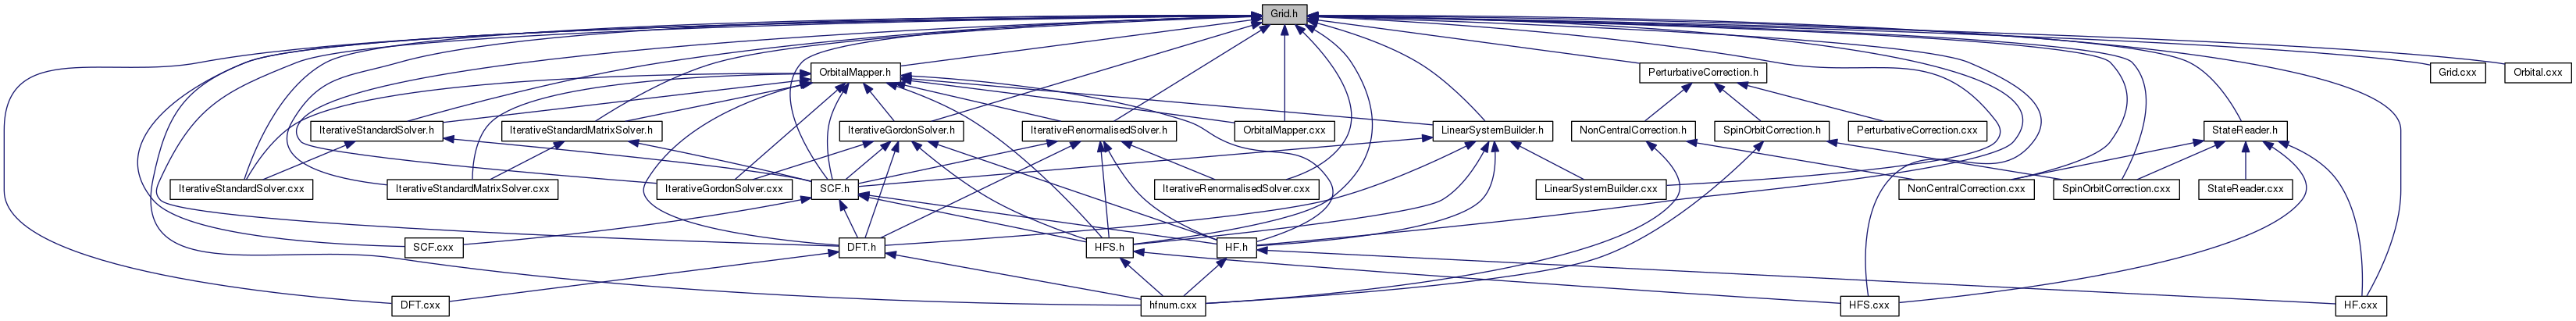 Grid.h
OrbitalMapper.h
PerturbativeCorrection.h
Grid.cxx
Orbital.cxx
IterativeStandardSolver.h
IterativeStandardMatrixSolver.h
IterativeGordonSolver.h
IterativeRenormalisedSolver.h
OrbitalMapper.cxx
LinearSystemBuilder.h
NonCentralCorrection.h
SpinOrbitCorrection.h
PerturbativeCorrection.cxx
StateReader.h
IterativeStandardSolver.cxx
IterativeStandardMatrixSolver.cxx
IterativeGordonSolver.cxx
SCF.h
IterativeRenormalisedSolver.cxx
LinearSystemBuilder.cxx
NonCentralCorrection.cxx
SpinOrbitCorrection.cxx
StateReader.cxx
SCF.cxx
DFT.h
HFS.h
HF.h
DFT.cxx
hfnum.cxx
HFS.cxx
HF.cxx